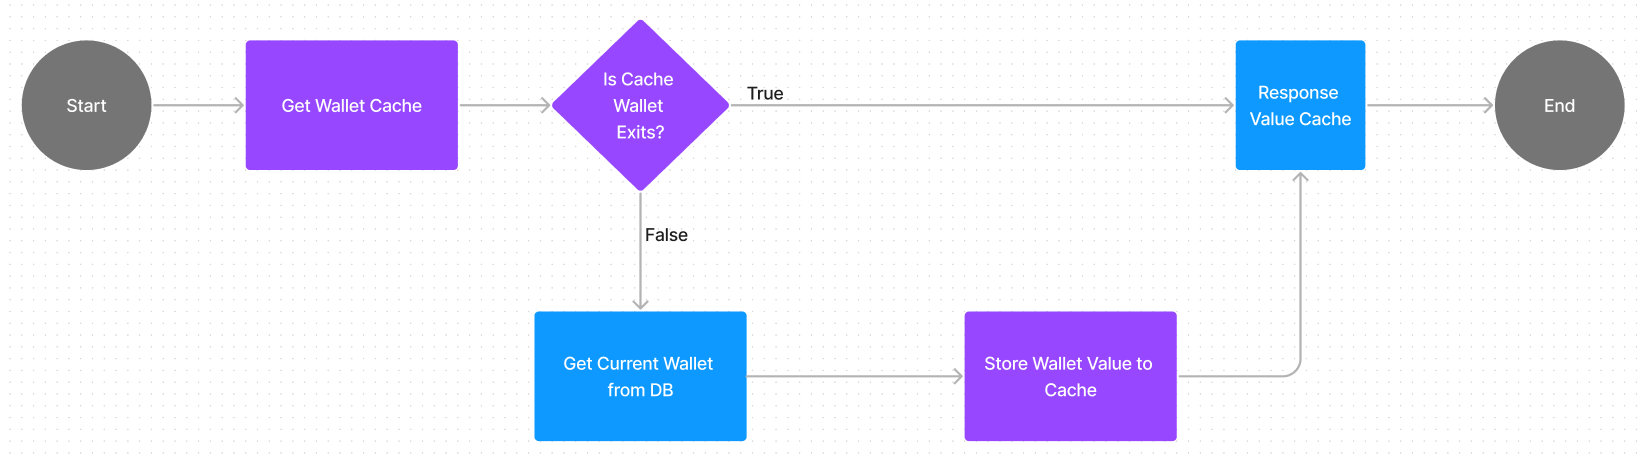 Start
Get Wallet Cache
Is Cache
Wallet
Exits?
True
Response
Value Cache
End
False
Get Current Wallet
from DB
Store Wallet Value to
Cache